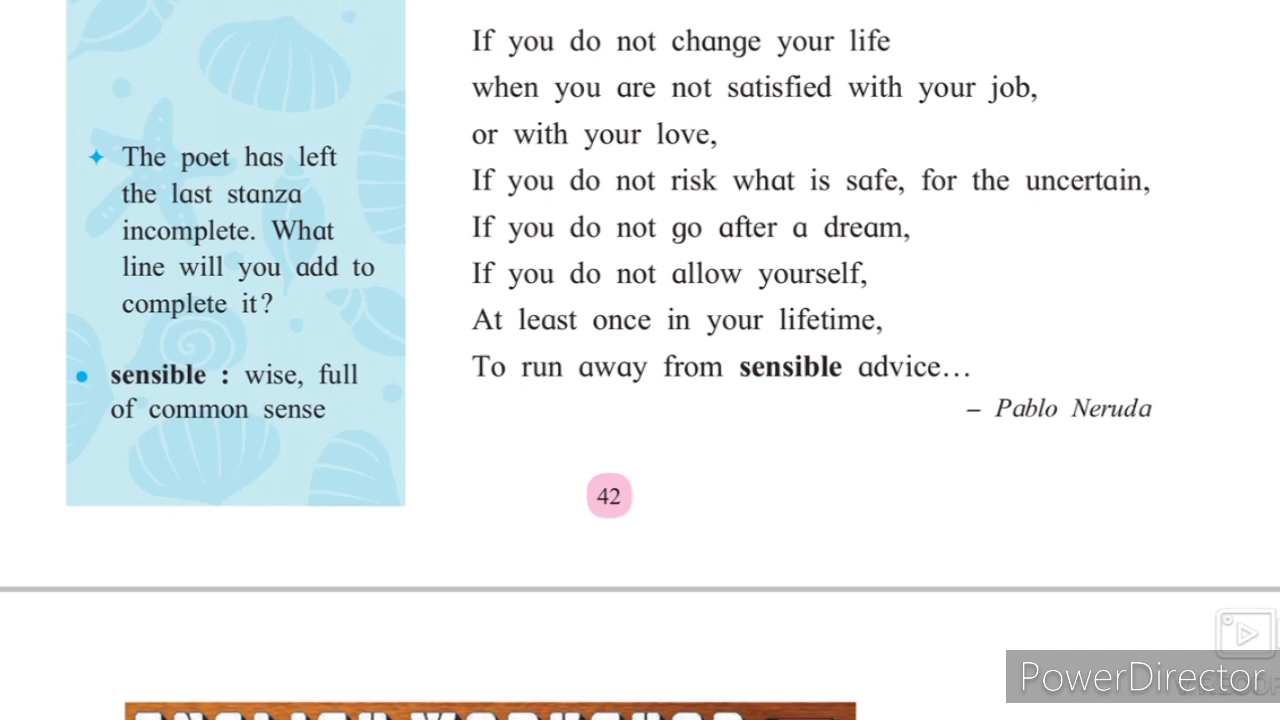 The poet has left
the last stanza
incomplete. What
line will you add to
complete it?
sensible : wise, full
of common sense
If you do not change your life
when you are not satisfied with your job,
or with your love,
If you do not risk what is safe, for the uncertain,
If you do not go after a dream,
If you do not allow yourself,
At least once in your lifetime,
To run away from sensible advice...
– Pablo Neruda
42
PowerDirector
ENGLISH WORKSHOP